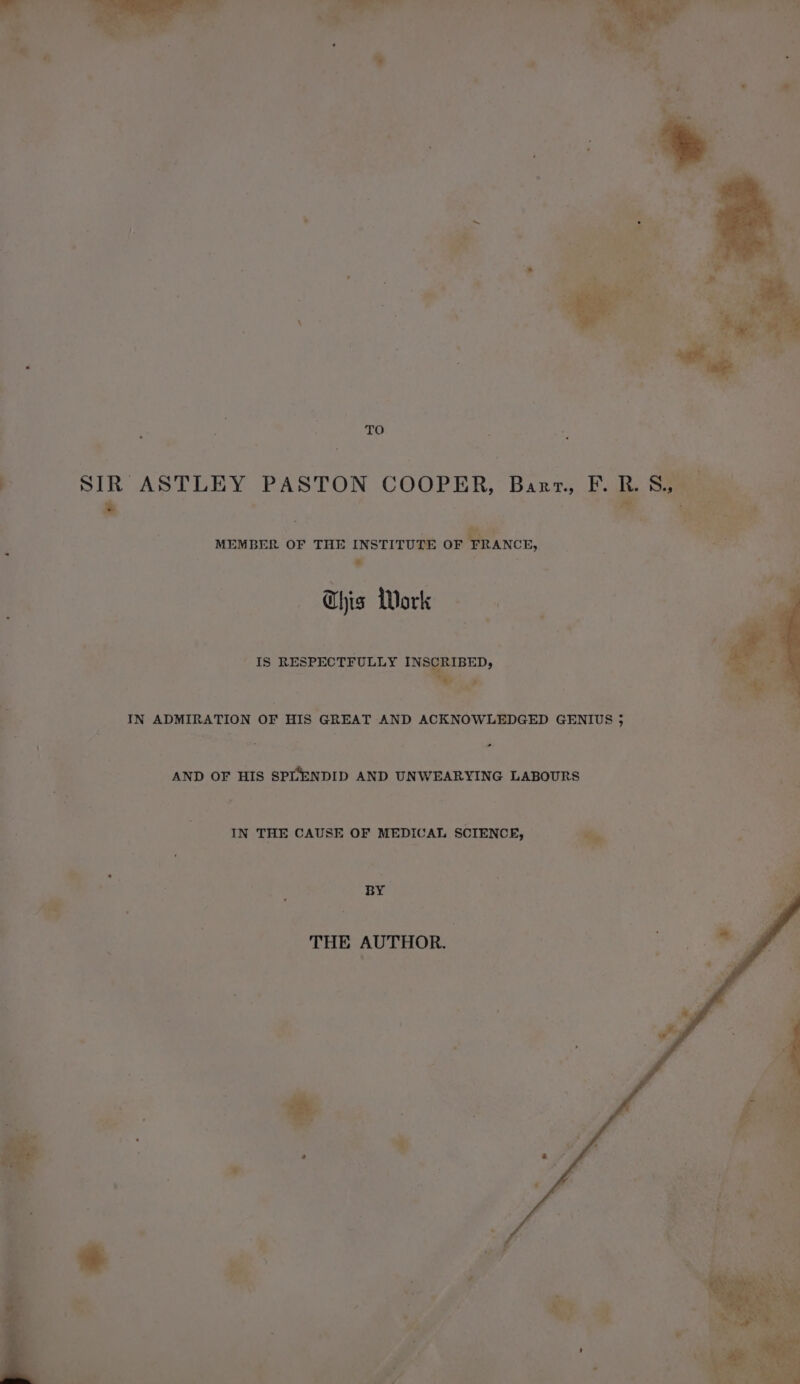 TO
SIR ASTLEY PASTON COOPER, Bart., F. R. S.,
MEMBER OF THE INSTITUTE OF FRANCE,
This Work
IS RESPECTFULLY INSCRIBED,
IN ADMIRATION OF HIS GREAT AND ACKNOWLEDGED GENIUS ;
AND OF HIS SPLENDID AND UNWEARYING LABOURS
IN THE CAUSE OF MEDICAL SCIENCE,
BY
THE AUTHOR.